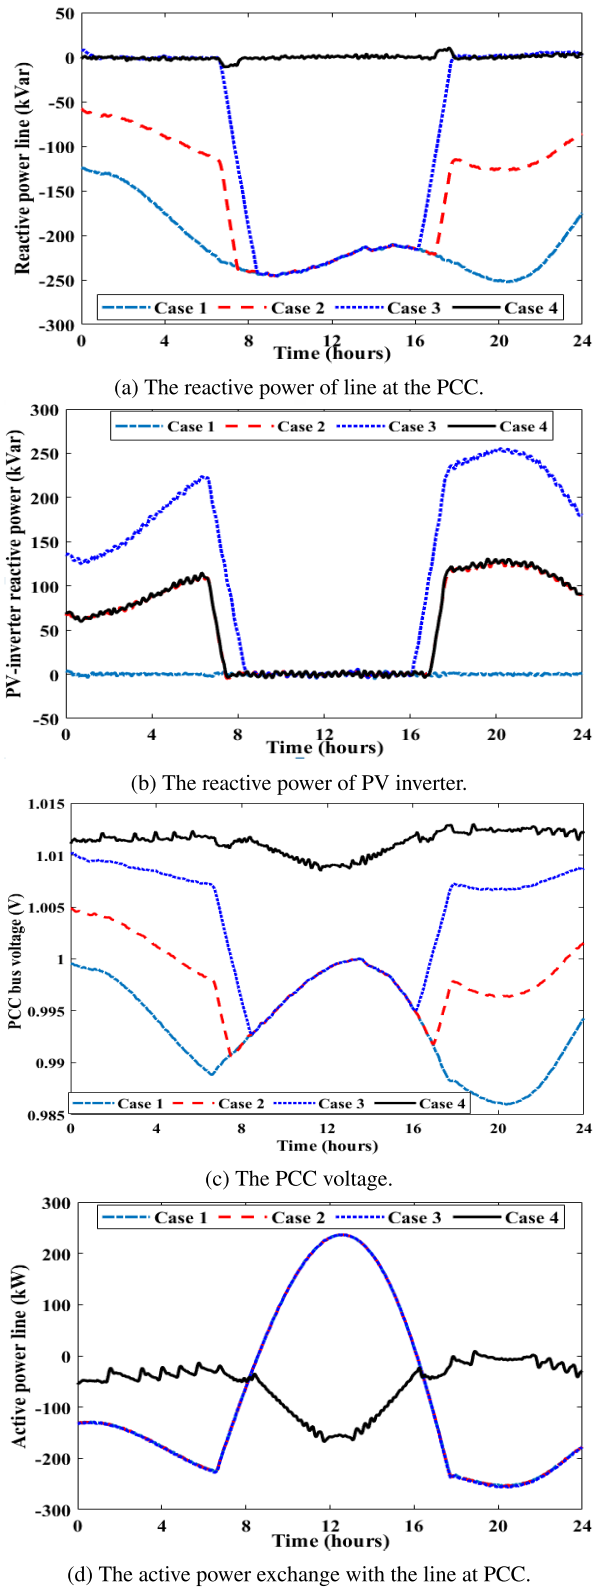 50
0
-50
-100
-150
-200
-250
-300
Reactive power line (kVar)
Case 1 Case 2 Case 3 Case 4
0 4 8 12 16 20 24
Time (hours)
(a) The reactive power of line at the PCC.
300
250
200
150
100
50
0
-50
PV-inverter reactive power (kVar)
Case 1 Case 2 Case 3 Case 4
0 4 8 12 16 20 24
Time (hours)
(b) The reactive power of PV inverter.
1.015
1.01
1.005
1
0.995
0.99
0.985
PCC bus voltage (V)
Case 1 Case 2 Case 3 Case 4
0 4 8 12 16 20 24
Time (hours)
(c) The PCC voltage.
300
200
100
0
-100
-200
-300
Active power line (kW)
Case 1 Case 2 Case 3 Case 4
0 4 8 12 16 20 24
Time (hours)
(d) The active power exchange with the line at PCC.